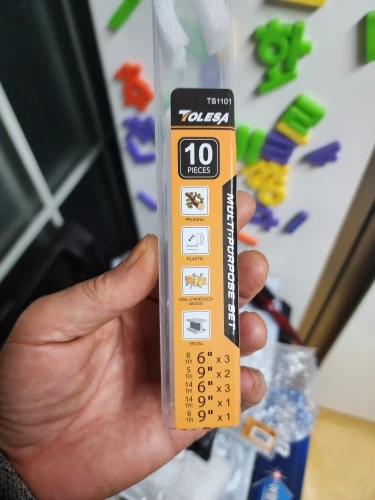 TB1101
TOLESA
10
PIECES
PRUNING
PLASTIC
NAIL-EMBEDDED
WOOD
METAL
MULTI-PURPOSE SET
6 TPI 6" x 3
5 TPI 9" x 2
14 TPI 6" x 3
14 TPI 9" x 1
6 TPI 9" x 1